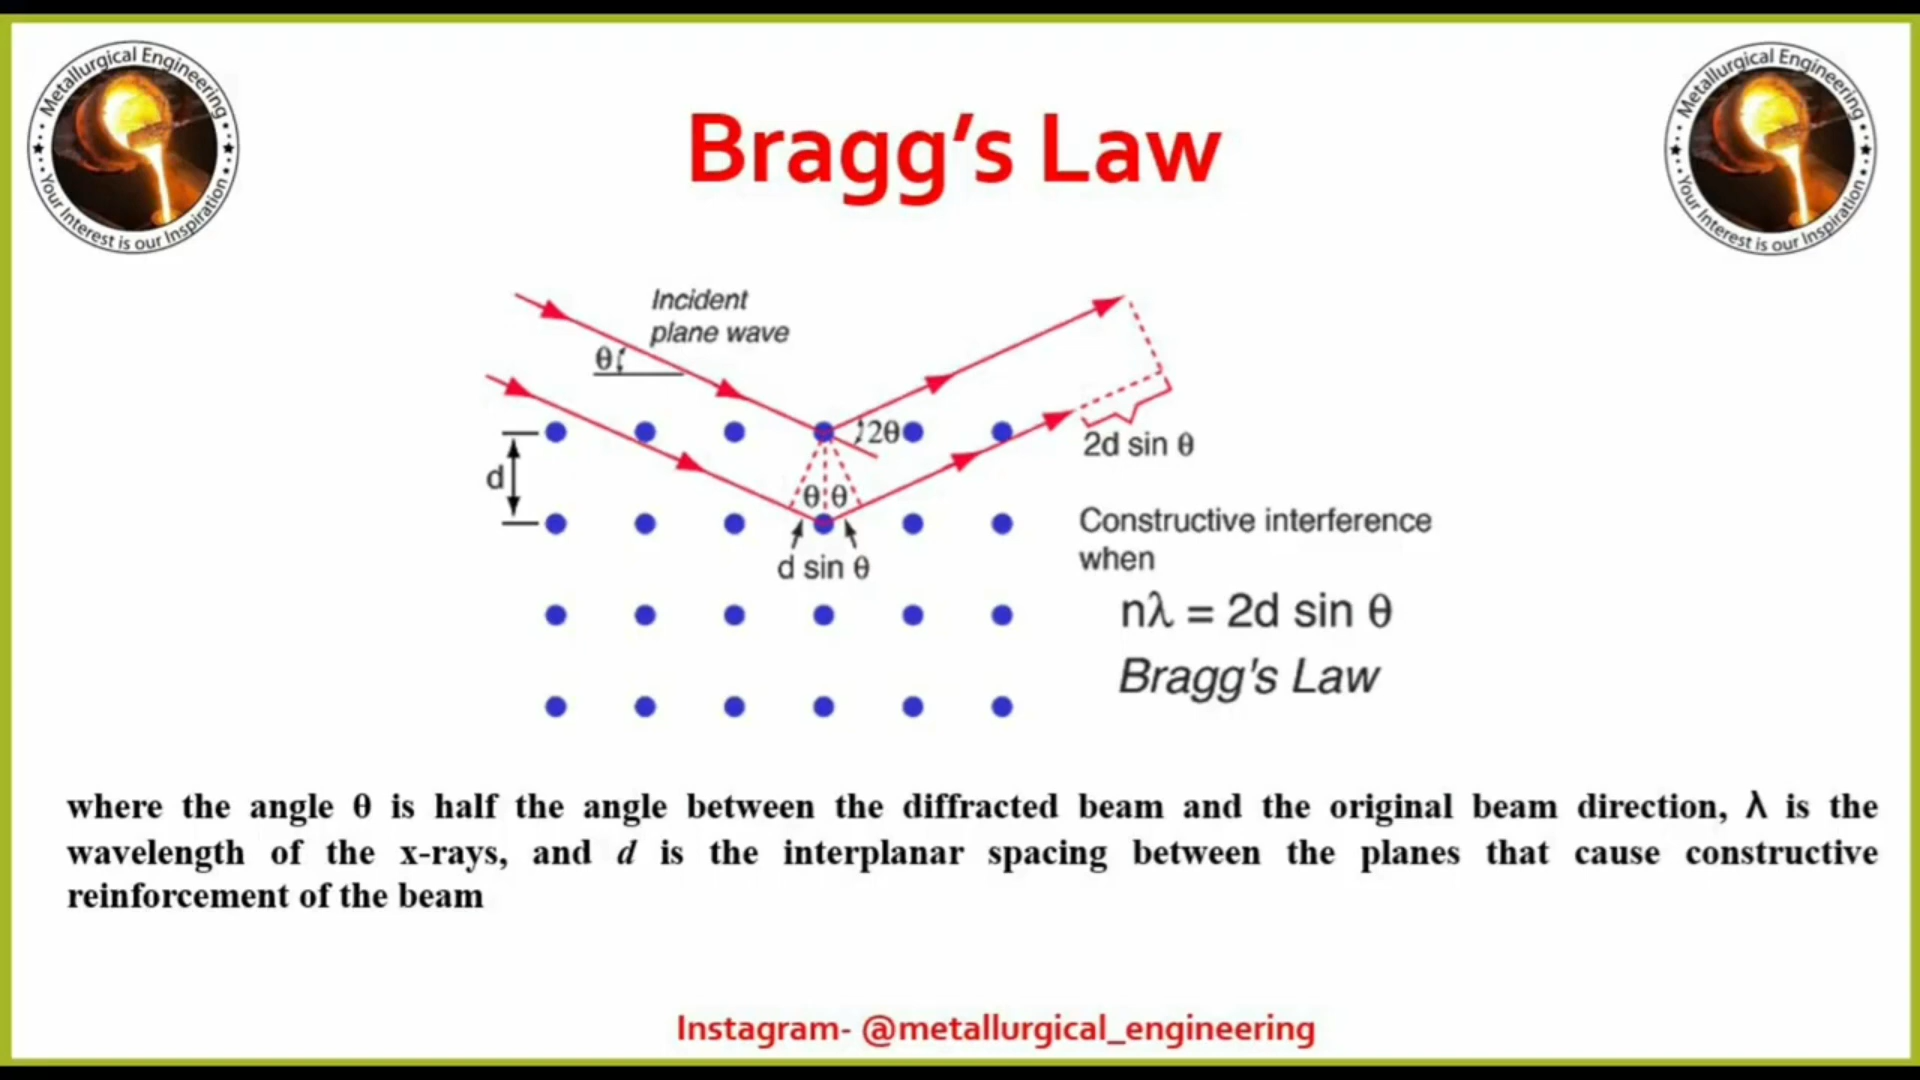 Metallurgical Engineering
Your Interest is our Inspiration
Metallurgical Engineering
Your Interest is our Inspiration
Bragg’s Law
Incident
plane wave
θ
2θ
d
θ θ
d sin θ
2d sin θ
Constructive interference
when
nλ = 2d sin θ
Bragg's Law
where the angle θ is half the angle between the diffracted beam and the original beam direction, λ is the
wavelength of the x-rays, and d is the interplanar spacing between the planes that cause constructive
reinforcement of the beam
Instagram- @metallurgical_engineering